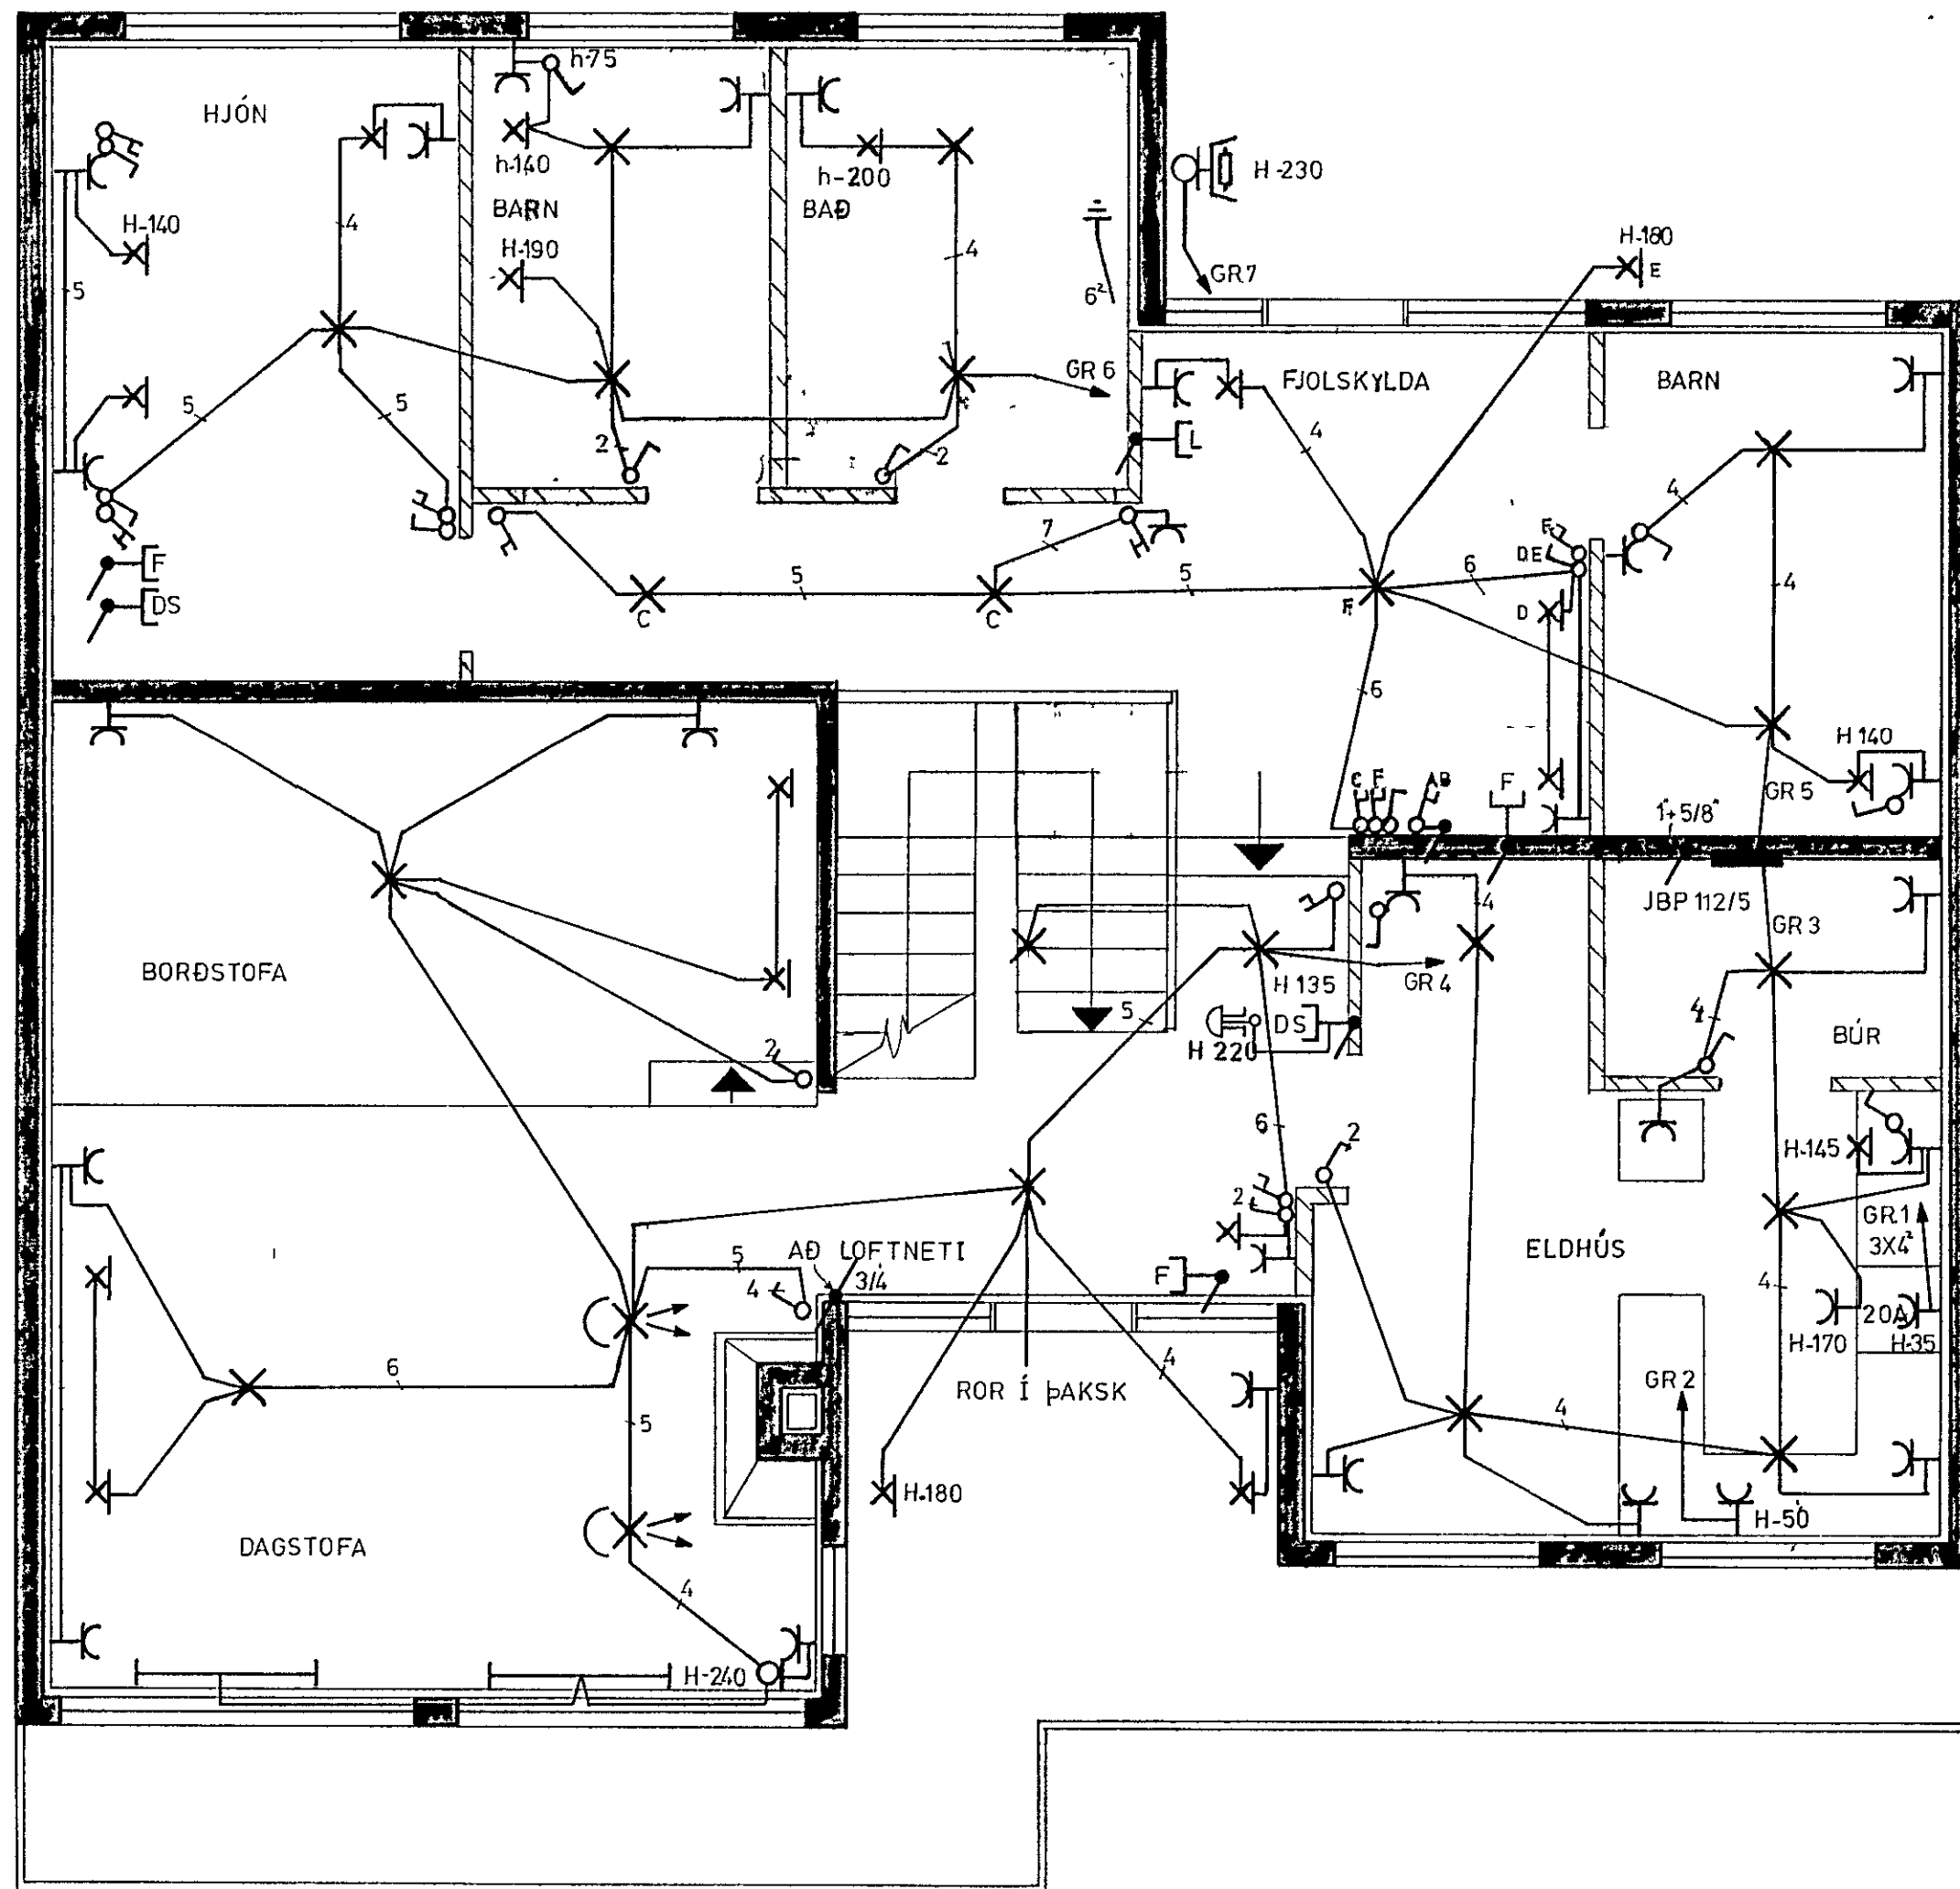 h-75
HJÓN
h-140
h-200
H-230
BARN
BAÐ
H-140
4
H-190
4
H-180
E
5
6²
GR7
GR 6
FJOLSKYLDA
BARN
5
5
2
2
L
4
4
7
F
DE
F
DS
5
5
6
4
C
C
F
D
6
H 140
C
F
AB
F
GR 5
1"+5/8"
4
JBP 112/5
GR 3
BORÐSTOFA
H 135
GR 4
5
DS
4
H 220
BÚR
2
6
2
H-145
2
GR.1
3X4²
AÐ LOFTNETI
5
3/4
4
F
ELDHÚS
4
20A
H-170
H-35
6
ROR Í ÞAKSK
4
GR 2
4
5
H-180
H-50
DAGSTOFA
4
H-240